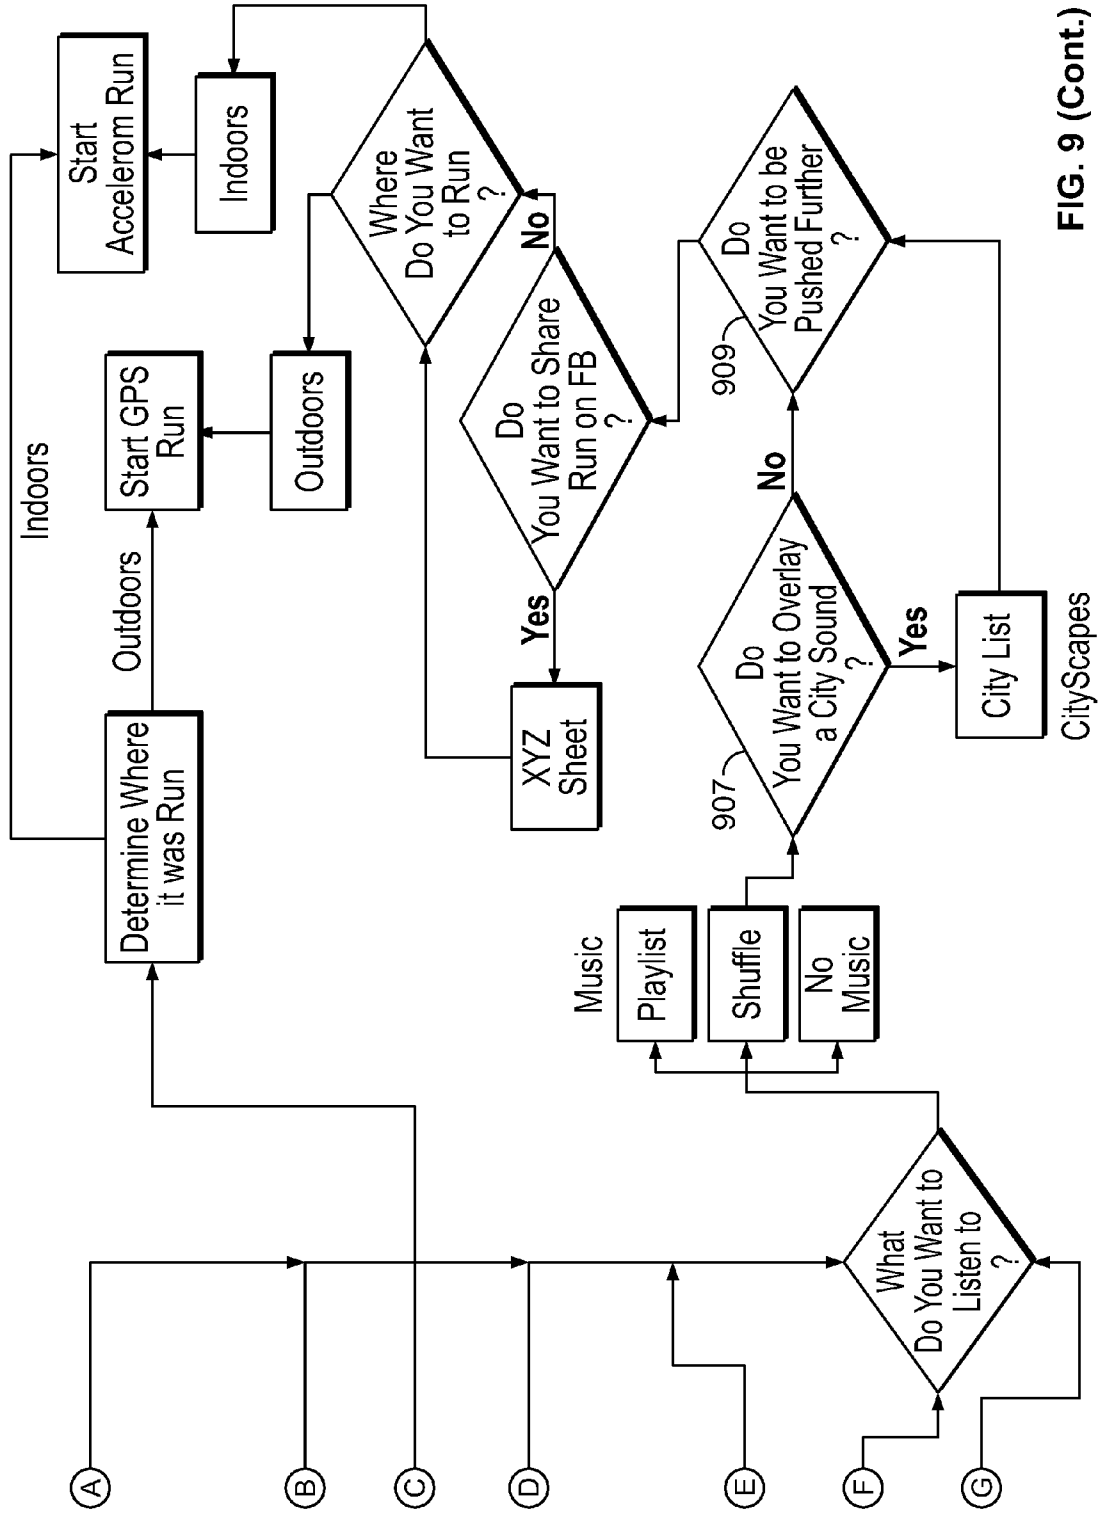 A
B
C
D
E
F
G
Indoors
Determine Where
it was Run
Outdoors
Start GPS
Run
Start
Accelerom Run
Indoors
Outdoors
Where
Do You Want
to Run
?
No
Do
You Want to Share
Run on FB
?
Yes
XYZ
Sheet
What
Do You Want to
Listen to
?
Music
Playlist
Shuffle
No
Music
907
Do
You Want to Overlay
a City Sound
?
No
Yes
City List
CityScapes
909
Do
You Want to be
Pushed Further
?
FIG. 9 (Cont.)